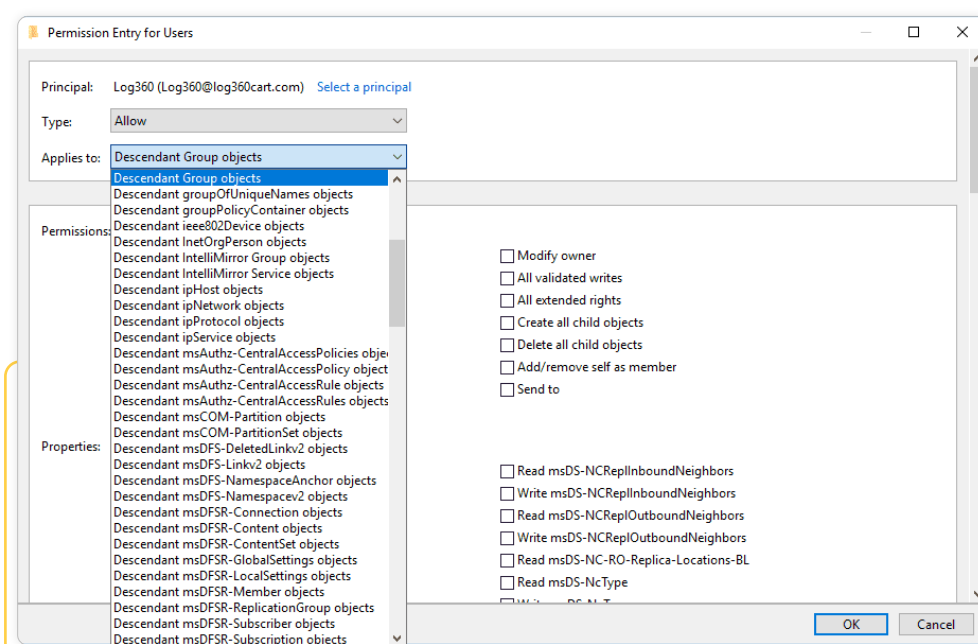 Permission Entry for Users
Principal: Log360 (Log360@log360cart.com) Select a principal
Type: Allow
Applies to: Descendant Group objects
Descendant Group objects
Descendant groupOfUniqueNames objects
Descendant groupPolicyContainer objects
Descendant ieee802Device objects
Descendant InetOrgPerson objects
Descendant IntelliMirror Group objects
Descendant IntelliMirror Service objects
Descendant ipHost objects
Descendant ipNetwork objects
Descendant ipProtocol objects
Descendant ipService objects
Descendant msAuthz-CentralAccessPolicies obje
Descendant msAuthz-CentralAccessPolicy object
Descendant msAuthz-CentralAccessRule objects
Descendant msAuthz-CentralAccessRules objects
Descendant msCOM-Partition objects
Descendant msCOM-PartitionSet objects
Descendant msDFS-DeletedLinkv2 objects
Descendant msDFS-Linkv2 objects
Descendant msDFS-NamespaceAnchor objects
Descendant msDFS-Namespacev2 objects
Descendant msDFSR-Connection objects
Descendant msDFSR-Content objects
Descendant msDFSR-ContentSet objects
Descendant msDFSR-GlobalSettings objects
Descendant msDFSR-LocalSettings objects
Descendant msDFSR-Member objects
Descendant msDFSR-ReplicationGroup objects
Descendant msDFSR-Subscriber objects
Descendant msDFSR-Subscription objects
Permissions:
Modify owner
All validated writes
All extended rights
Create all child objects
Delete all child objects
Add/remove self as member
Send to
Properties:
Read msDS-NCReplInboundNeighbors
Write msDS-NCReplInboundNeighbors
Read msDS-NCReplOutboundNeighbors
Write msDS-NCReplOutboundNeighbors
Read msDS-NC-RO-Replica-Locations-BL
Read msDS-NcType
OK Cancel